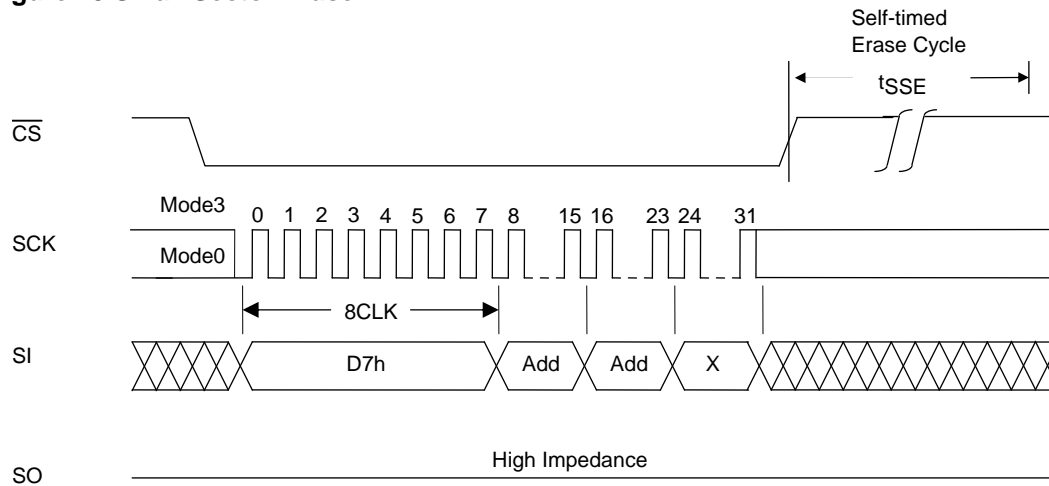 Self-timed
Erase Cycle
tSSE
CS
Mode3
0 1 2 3 4 5 6 7 8 15 16 23 24 31
SCK
Mode0
8CLK
SI
D7h
Add
Add
X
High Impedance
SO